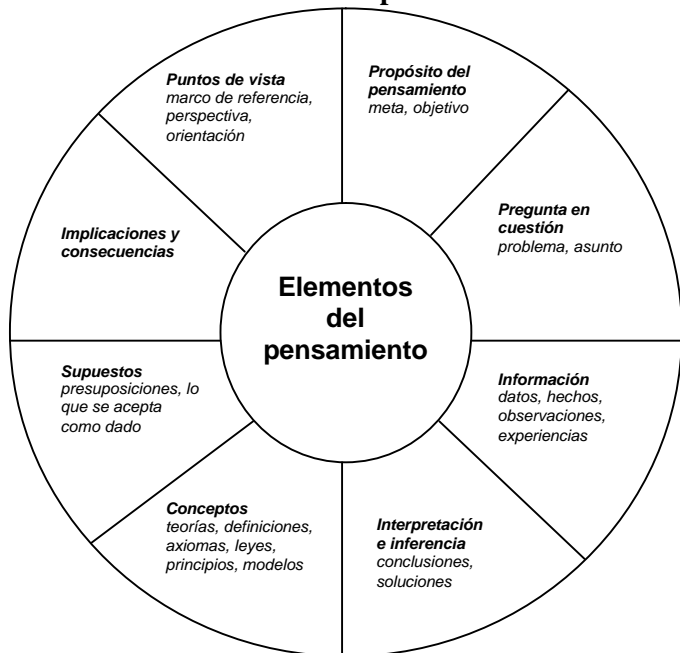 Elementos
del
pensamiento
Puntos de vista
marco de referencia,
perspectiva,
orientación
Propósito del
pensamiento
meta, objetivo
Pregunta en
cuestión
problema, asunto
Información
datos, hechos,
observaciones,
experiencias
Interpretación
e inferencia
conclusiones,
soluciones
Conceptos
teorías, definiciones,
axiomas, leyes,
principios, modelos
Supuestos
presuposiciones, lo
que se acepta
como dado
Implicaciones y
consecuencias